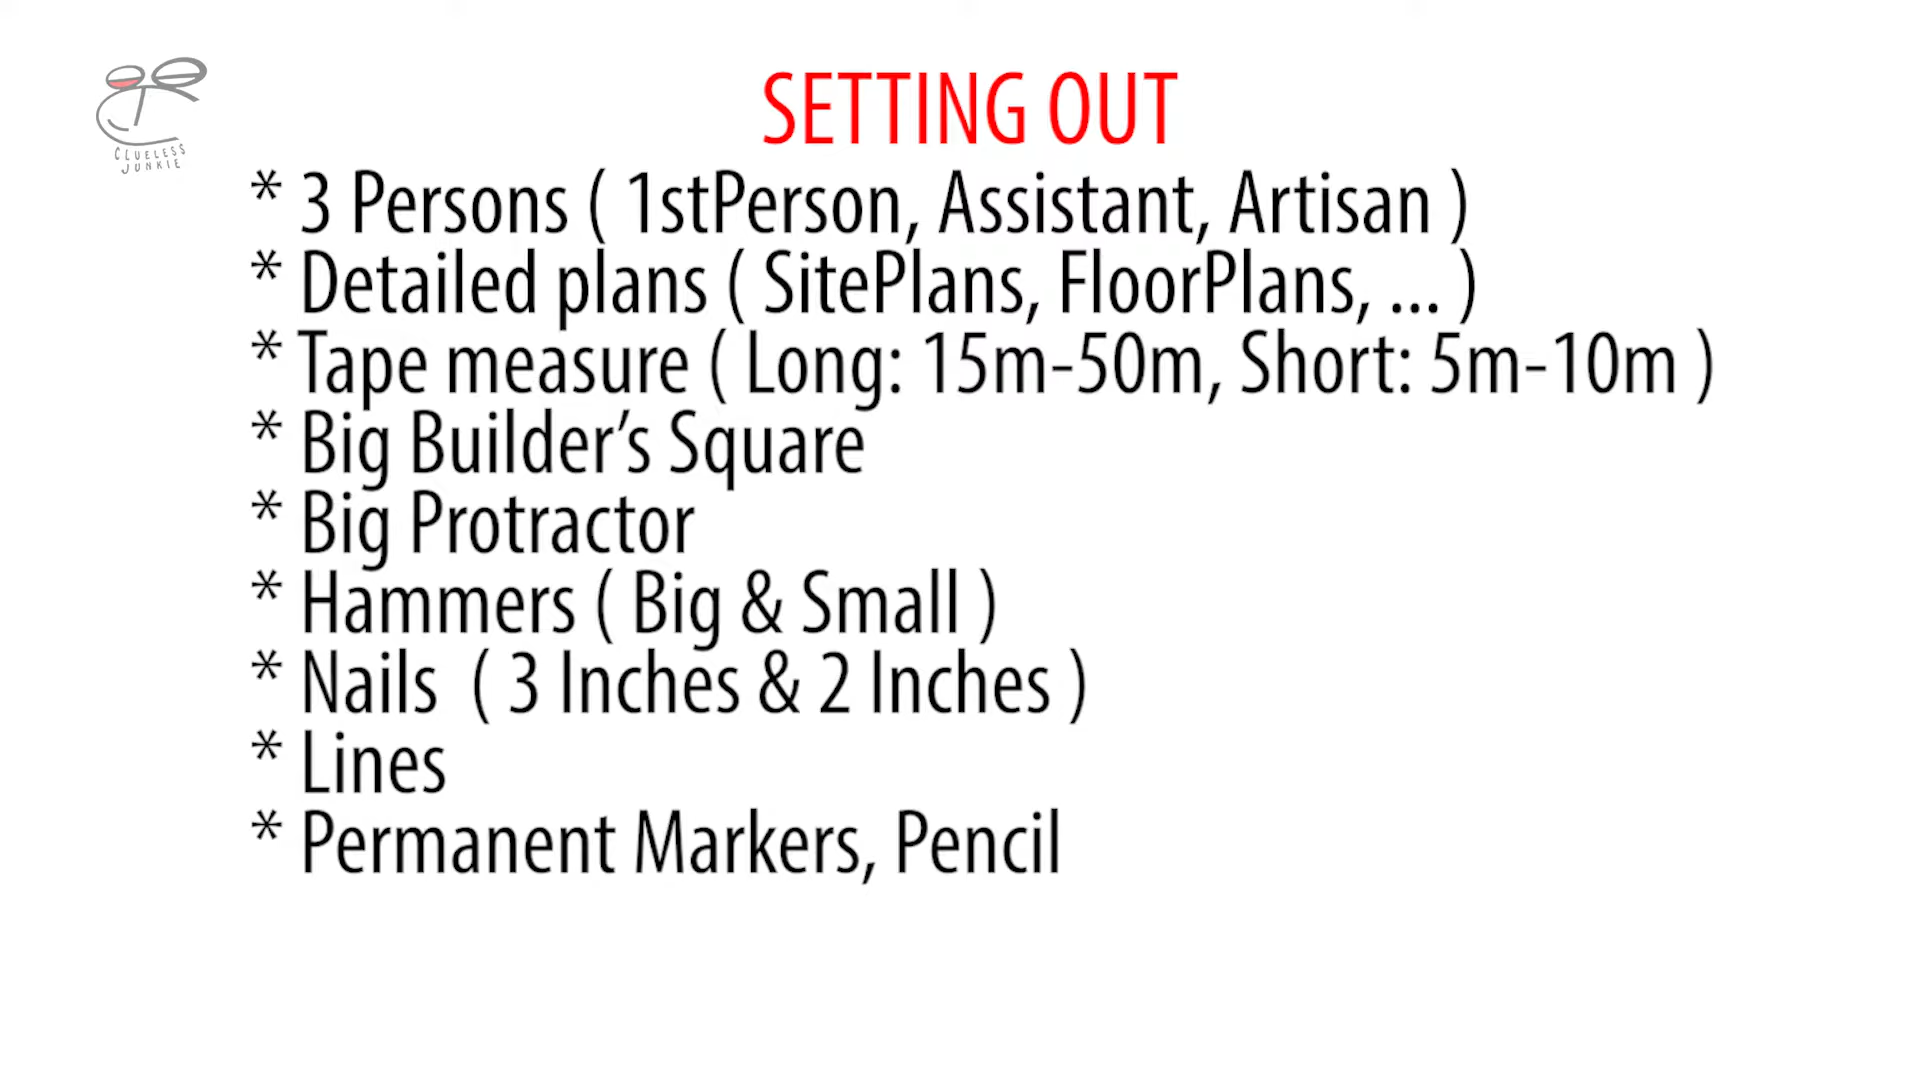 CLUELESS
JUNKIE
SETTING OUT
* 3 Persons ( 1stPerson, Assistant, Artisan )
* Detailed plans ( SitePlans, FloorPlans, ... )
* Tape measure ( Long: 15m-50m, Short: 5m-10m )
* Big Builder’s Square
* Big Protractor
* Hammers ( Big & Small )
* Nails  ( 3 Inches & 2 Inches )
* Lines
* Permanent Markers, Pencil